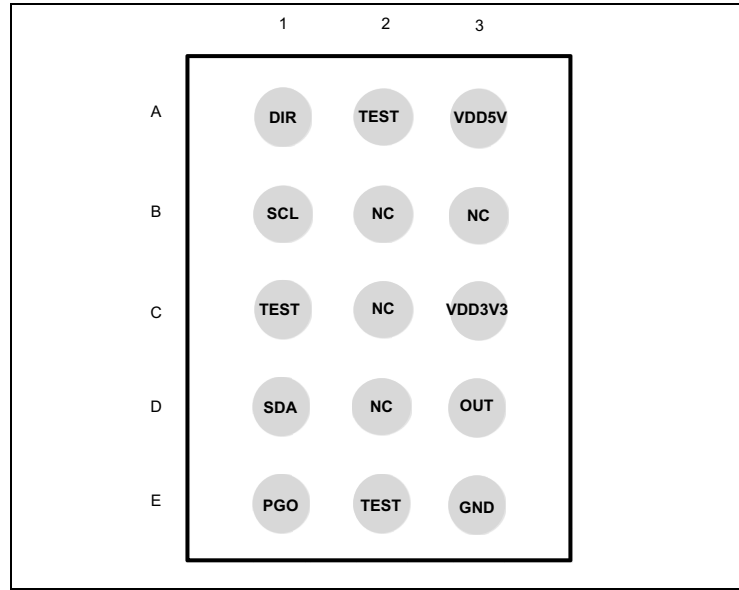 1 2 3
A DIR TEST VDD5V
B SCL NC NC
C TEST NC VDD3V3
D SDA NC OUT
E PGO TEST GND